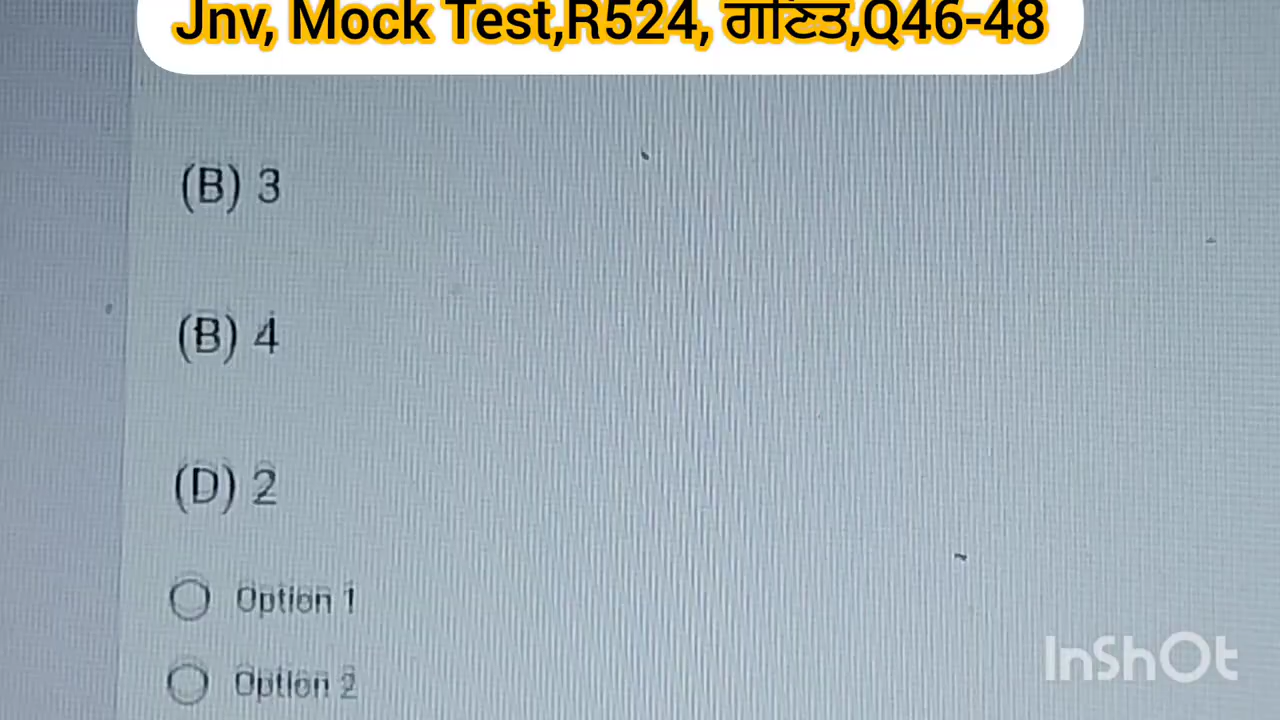 Jnv, Mock Test,R524, ਗਣਿਤ,Q46-48
(B) 3
(B) 4
(D) 2
Option 1
Option 2
InShOt